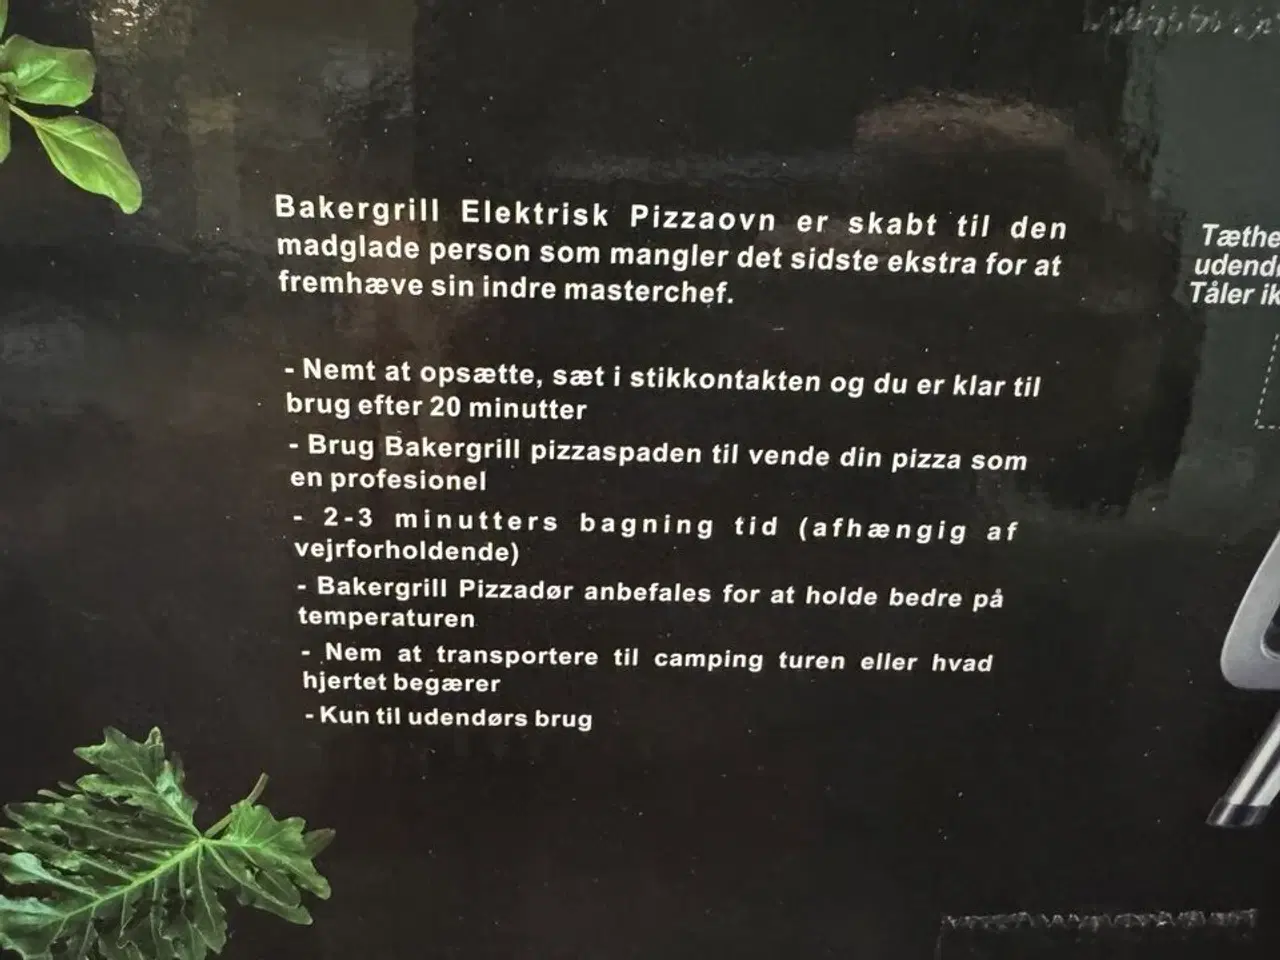 Bakergrill Elektrisk Pizzaovn er skabt til den
madglade person som mangler det sidste ekstra for at
fremhæve sin indre masterchef.
- Nemt at opsætte, sæt i stikkontakten og du er klar til
brug efter 20 minutter
- Brug Bakergrill pizzaspaden til vende din pizza som
en profesionel
- 2-3 minutters bagning tid (afhængig af
vejrforholdende)
- Bakergrill Pizzadør anbefales for at holde bedre på
temperaturen
- Nem at transportere til camping turen eller hvad
hjertet begærer
- Kun til udendørs brug
Tåler